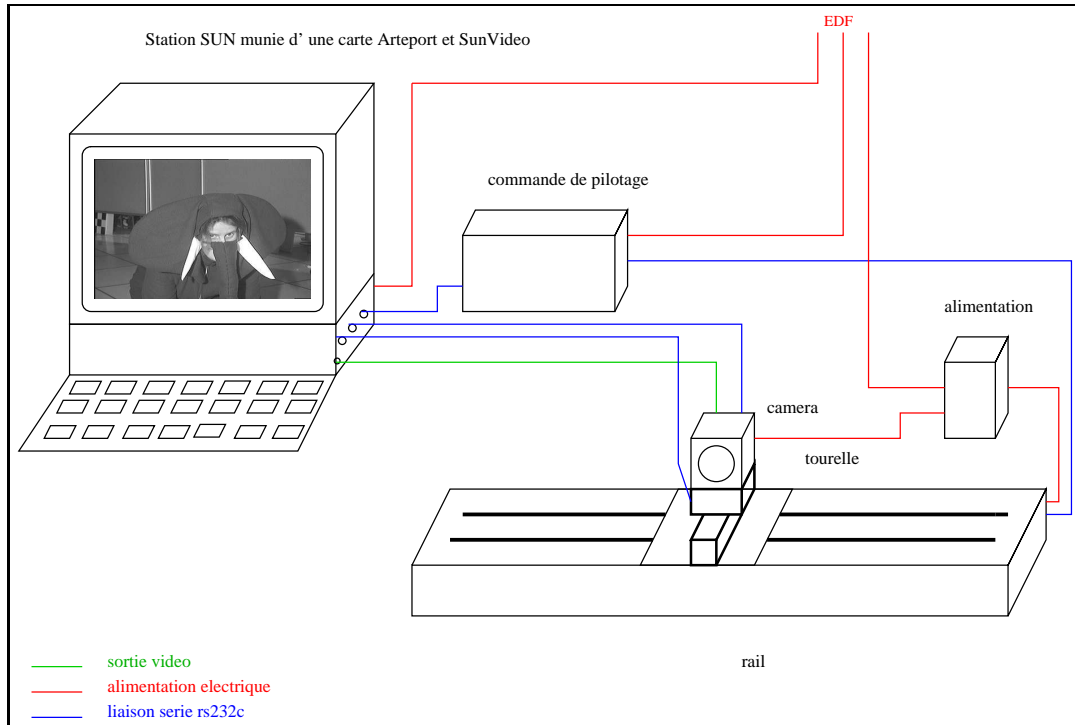 EDF
Station SUN munie d' une carte Arteport et SunVideo
commande de pilotage
alimentation
camera
tourelle
rail
sortie video
alimentation electrique
liaison serie rs232c